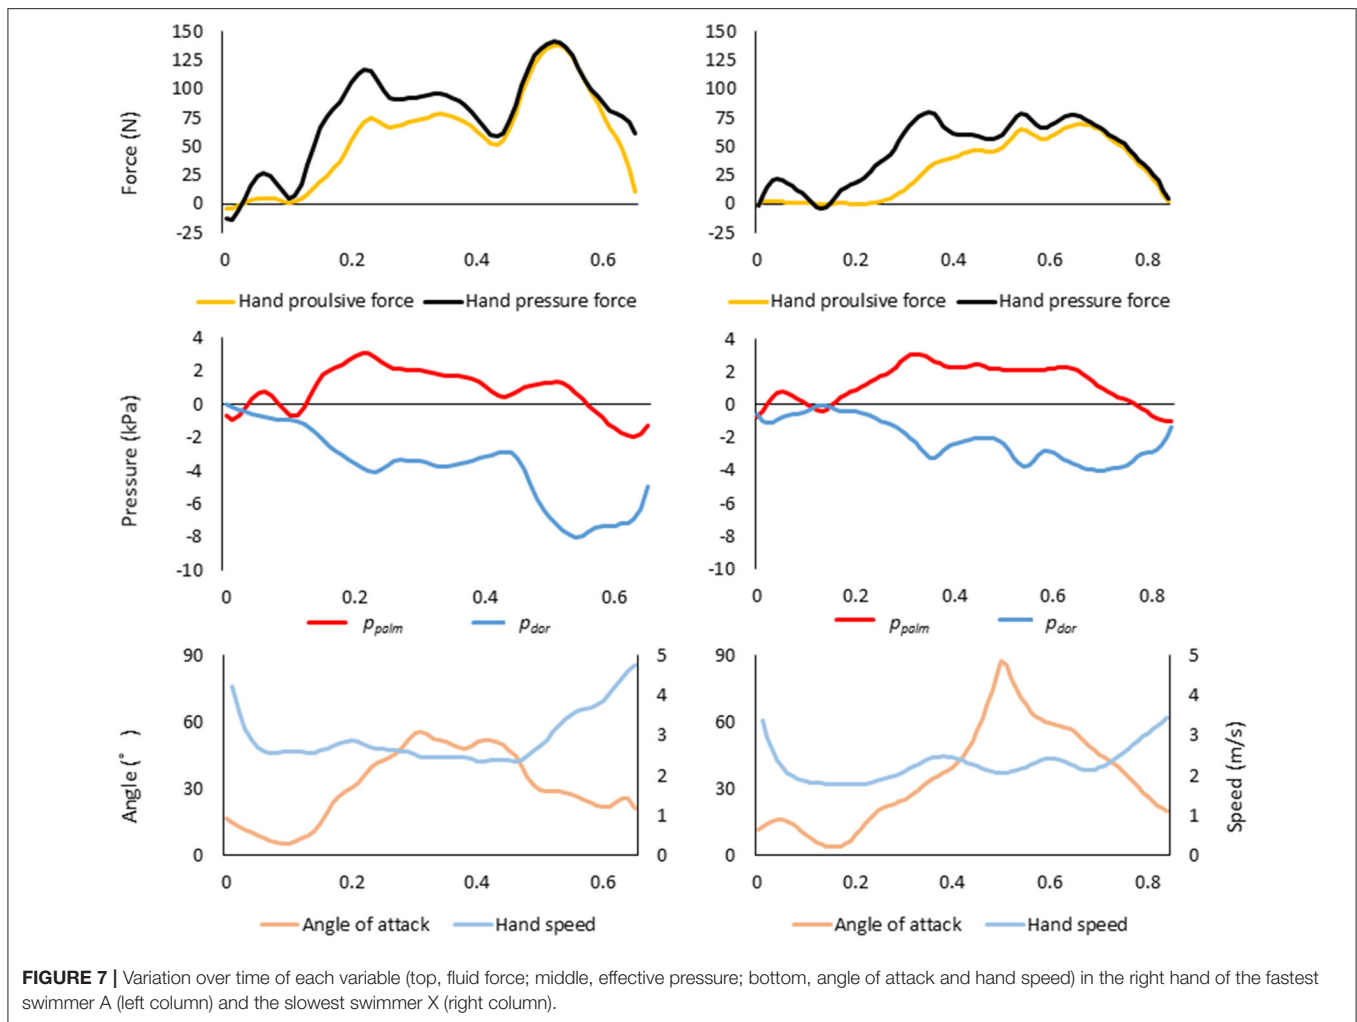 150
125
100
75
50
25
0
-25
Force (N)
0 0.2 0.4 0.6
Hand proulsive force Hand pressure force
150
125
100
75
50
25
0
-25
0 0.2 0.4 0.6 0.8
Hand proulsive force Hand pressure force
4
2
0
-2
-4
-6
-8
-10
Pressure (kPa)
0 0.2 0.4 0.6
p_palm p_dor
4
2
0
-2
-4
-6
-8
-10
0 0.2 0.4 0.6 0.8
p_palm p_dor
90
60
30
0
Angle (°)
5
4
3
2
1
0
0 0.2 0.4 0.6
Angle of attack Hand speed
90
60
30
0
5
4
3
2
1
0
Speed (m/s)
0 0.2 0.4 0.6 0.8
Angle of attack Hand speed
FIGURE 7 | Variation over time of each variable (top, fluid force; middle, effective pressure; bottom, angle of attack and hand speed) in the right hand of the fastest
swimmer A (left column) and the slowest swimmer X (right column).